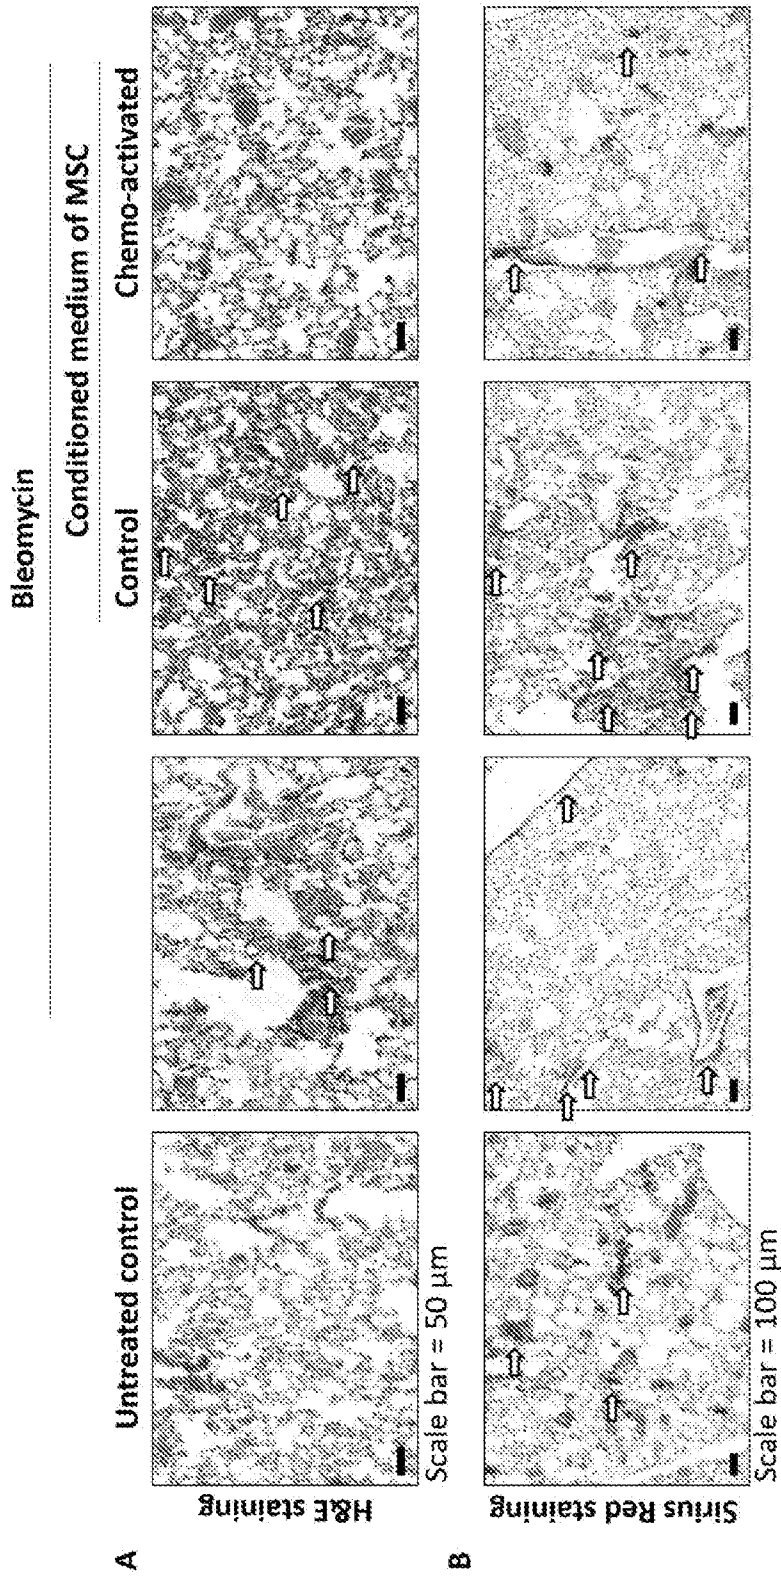 Bleomycin
Conditioned medium of MSC
Untreated control
Control
Chemo-activated
A
H&E staining
Scale bar = 50 µm
B
Sirius Red staining
Scale bar = 100 µm